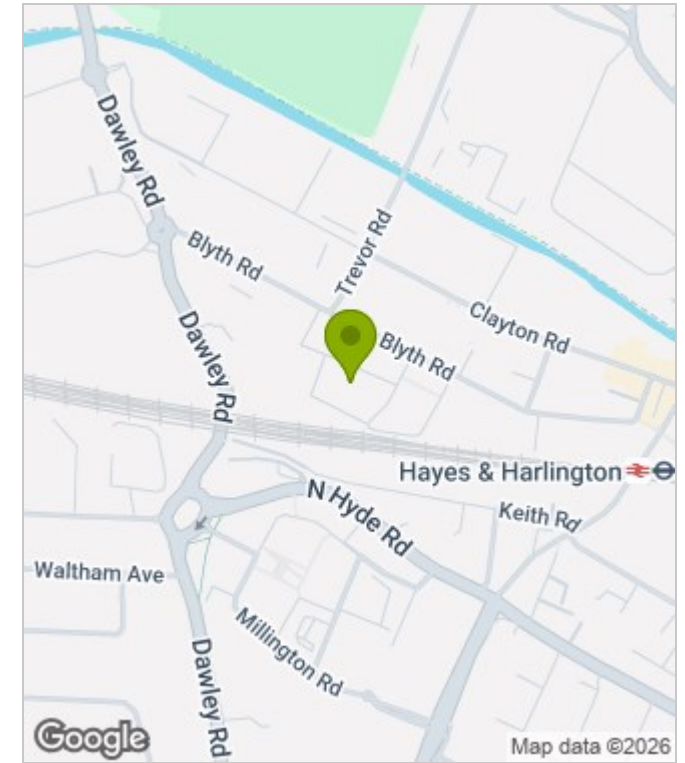 Dawley Rd
Blyth Rd
Trevor Rd
Clayton Rd
Blyth Rd
Dawley Rd
Hayes & Harlington
N Hyde Rd
Keith Rd
Waltham Ave
Millington Rd
Dawley Rd
Google
Map data ©2026